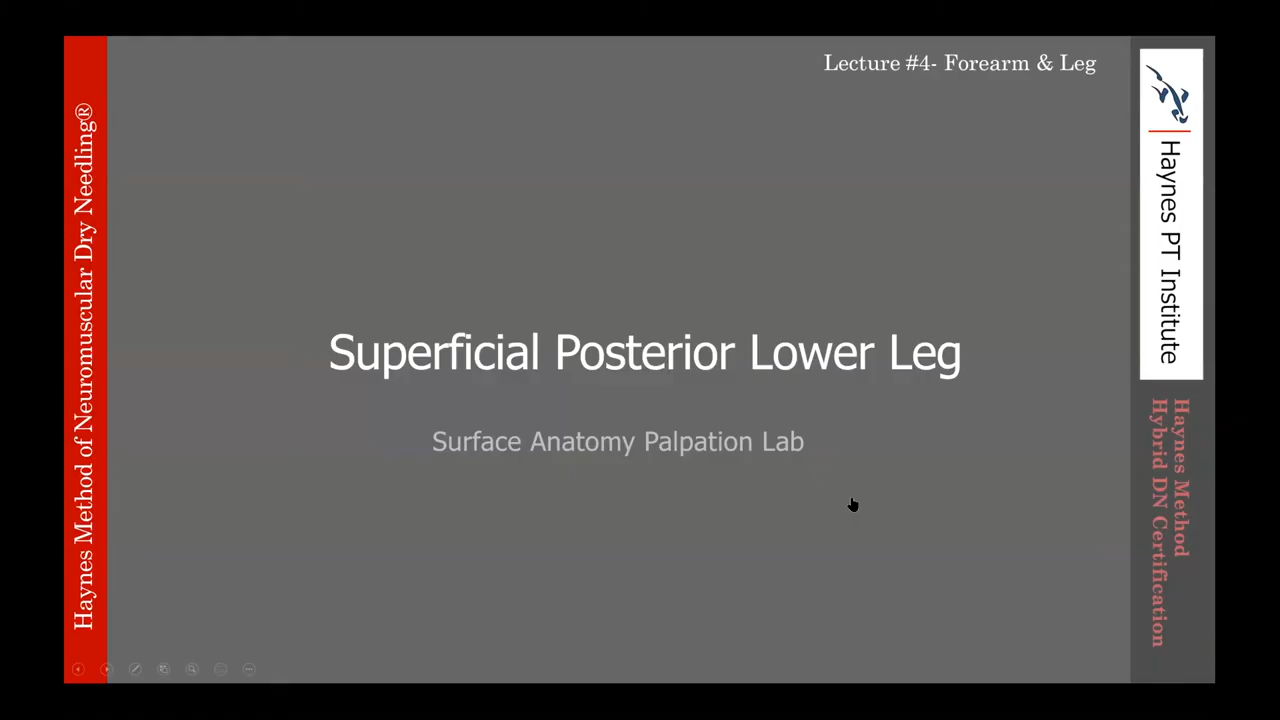 Lecture #4- Forearm & Leg
Haynes Method of Neuromuscular Dry Needling®
Superficial Posterior Lower Leg
Surface Anatomy Palpation Lab
Haynes PT Institute
Haynes Method
Hybrid DN Certification